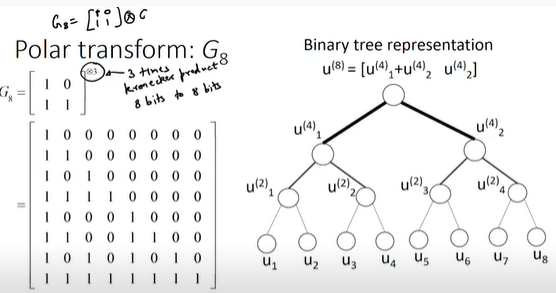 G₈ = [1 1] ⊗ G
Polar transform: G₈
⊗3 ← 3 times
kronecker product
8 bits to 8 bits
G₈ = [ 1 0
1 1 ]
= [ 1 0 0 0 0 0 0 0
1 1 0 0 0 0 0 0
1 0 1 0 0 0 0 0
1 1 1 1 0 0 0 0
1 0 0 0 1 0 0 0
1 1 0 0 1 1 0 0
1 0 1 0 1 0 1 0
1 1 1 1 1 1 1 1 ]
Binary tree representation
u⁽⁸⁾ = [u⁽⁴⁾₁+u⁽⁴⁾₂ u⁽⁴⁾₂]
u⁽⁴⁾₁ u⁽⁴⁾₂
u⁽²⁾₁ u⁽²⁾₂ u⁽²⁾₃ u⁽²⁾₄
u₁ u₂ u₃ u₄ u₅ u₆ u₇ u₈